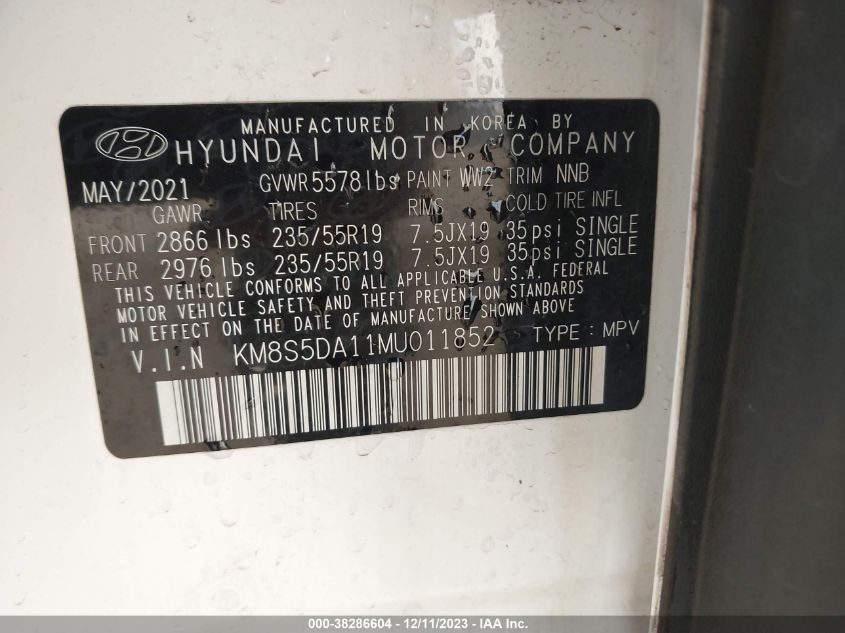 MANUFACTURED IN KOREA BY
HYUNDAI MOTOR COMPANY
MAY/2021 GVWR 5578lbs PAINT WW2 TRIM NNB
GAWR TIRES RIMS COLD TIRE INFL
FRONT 2866 lbs 235/55R19 7.5JX19 35psi SINGLE
REAR 2976 lbs 235/55R19 7.5JX19 35psi SINGLE
THIS VEHICLE CONFORMS TO ALL APPLICABLE U.S.A. FEDERAL
MOTOR VEHICLE SAFETY AND THEFT PREVENTION STANDARDS
IN EFFECT ON THE DATE OF MANUFACTURE SHOWN ABOVE
V.I.N KM8S5DA11MU011852 TYPE : MPV
000-38286604 - 12/11/2023 - IAA Inc.